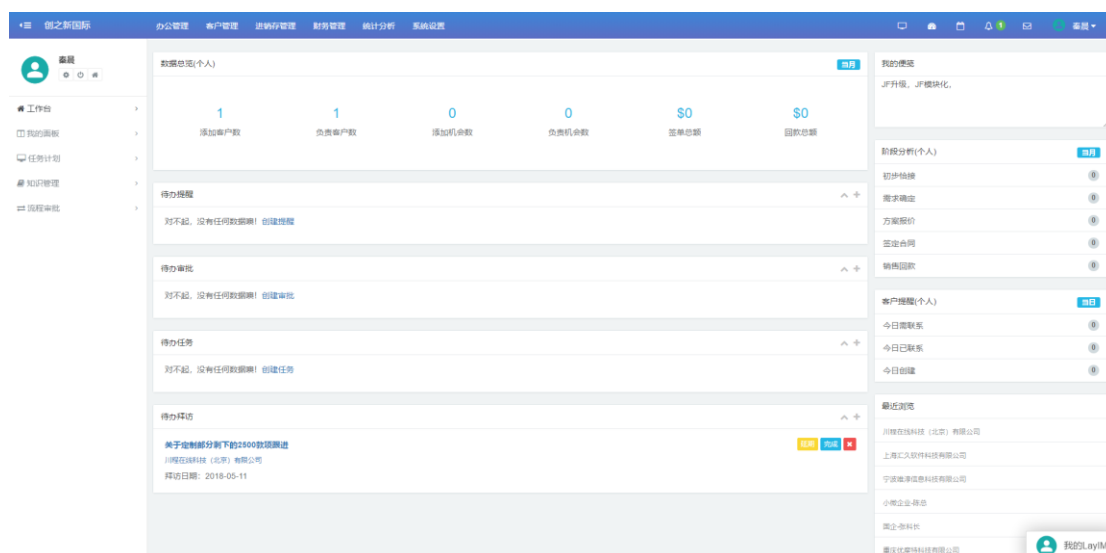 创之新国际
办公管理 客户管理 进销存管理 财务管理 统计分析 系统设置
1
秦晨
秦晨
工作台
我的面板
任务计划
知识管理
流程审批
数据总览(个人)
当月
1 1 0 0 $0 $0
添加客户数 负责客户数 添加机会数 负责机会数 签单总额 回款总额
待办提醒
对不起，没有任何数据噢！创建提醒
待办审批
对不起，没有任何数据噢！创建审批
待办任务
对不起，没有任何数据噢！创建任务
待办拜访
关于定制部分剩下的2500款项跟进
延期 完成
川程在线科技（北京）有限公司
拜访日期：2018-05-11
我的便签
JF升级，JF模块化，
阶段分析(个人)
当月
初步恰接 0
需求确定 0
方案报价 0
签定合同 0
销售回款 0
客户提醒(个人)
当日
今日需联系 0
今日已联系 0
今日创建 0
最近浏览
川程在线科技（北京）有限公司
上海汇久软件科技有限公司
宁波维泽信息科技有限公司
小微企业-陈总
国企-张科长
我的LayIM